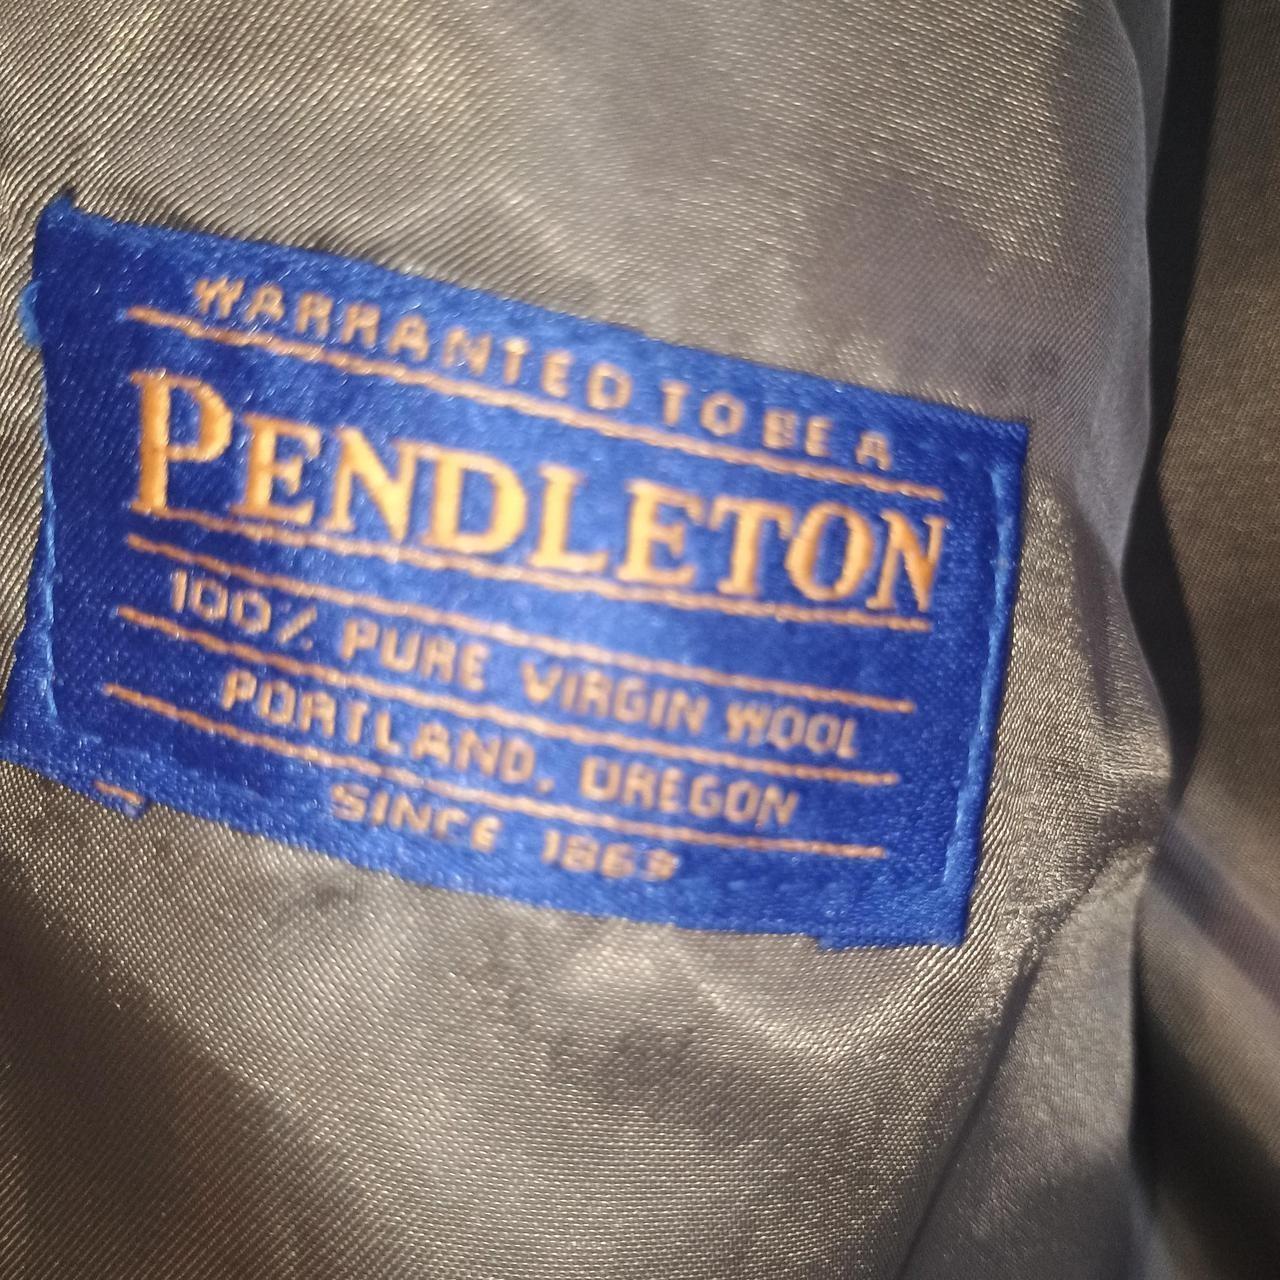 WARRANTED TO BE A
PENDLETON
100% PURE VIRGIN WOOL
PORTLAND, OREGON
SINCE 1863